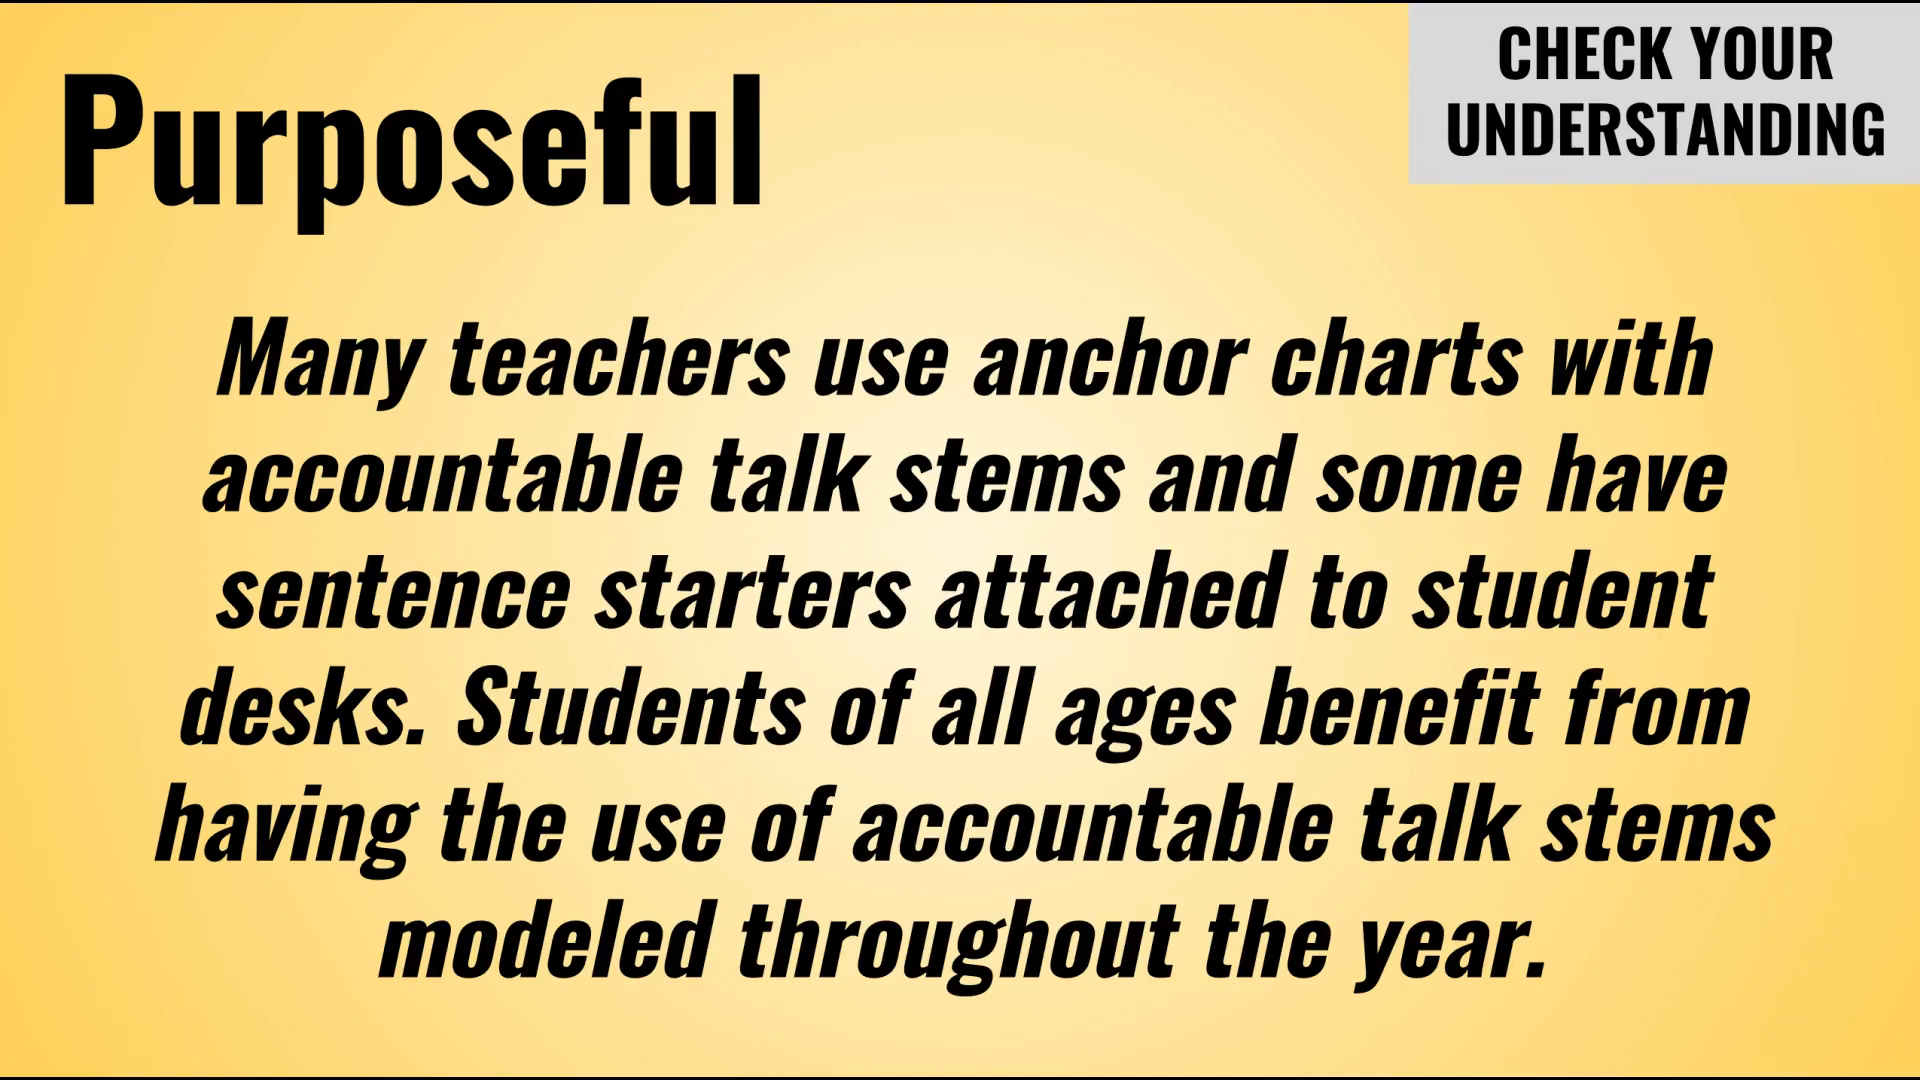 Purposeful
CHECK YOUR
UNDERSTANDING
Many teachers use anchor charts with
accountable talk stems and some have
sentence starters attached to student
desks. Students of all ages benefit from
having the use of accountable talk stems
modeled throughout the year.